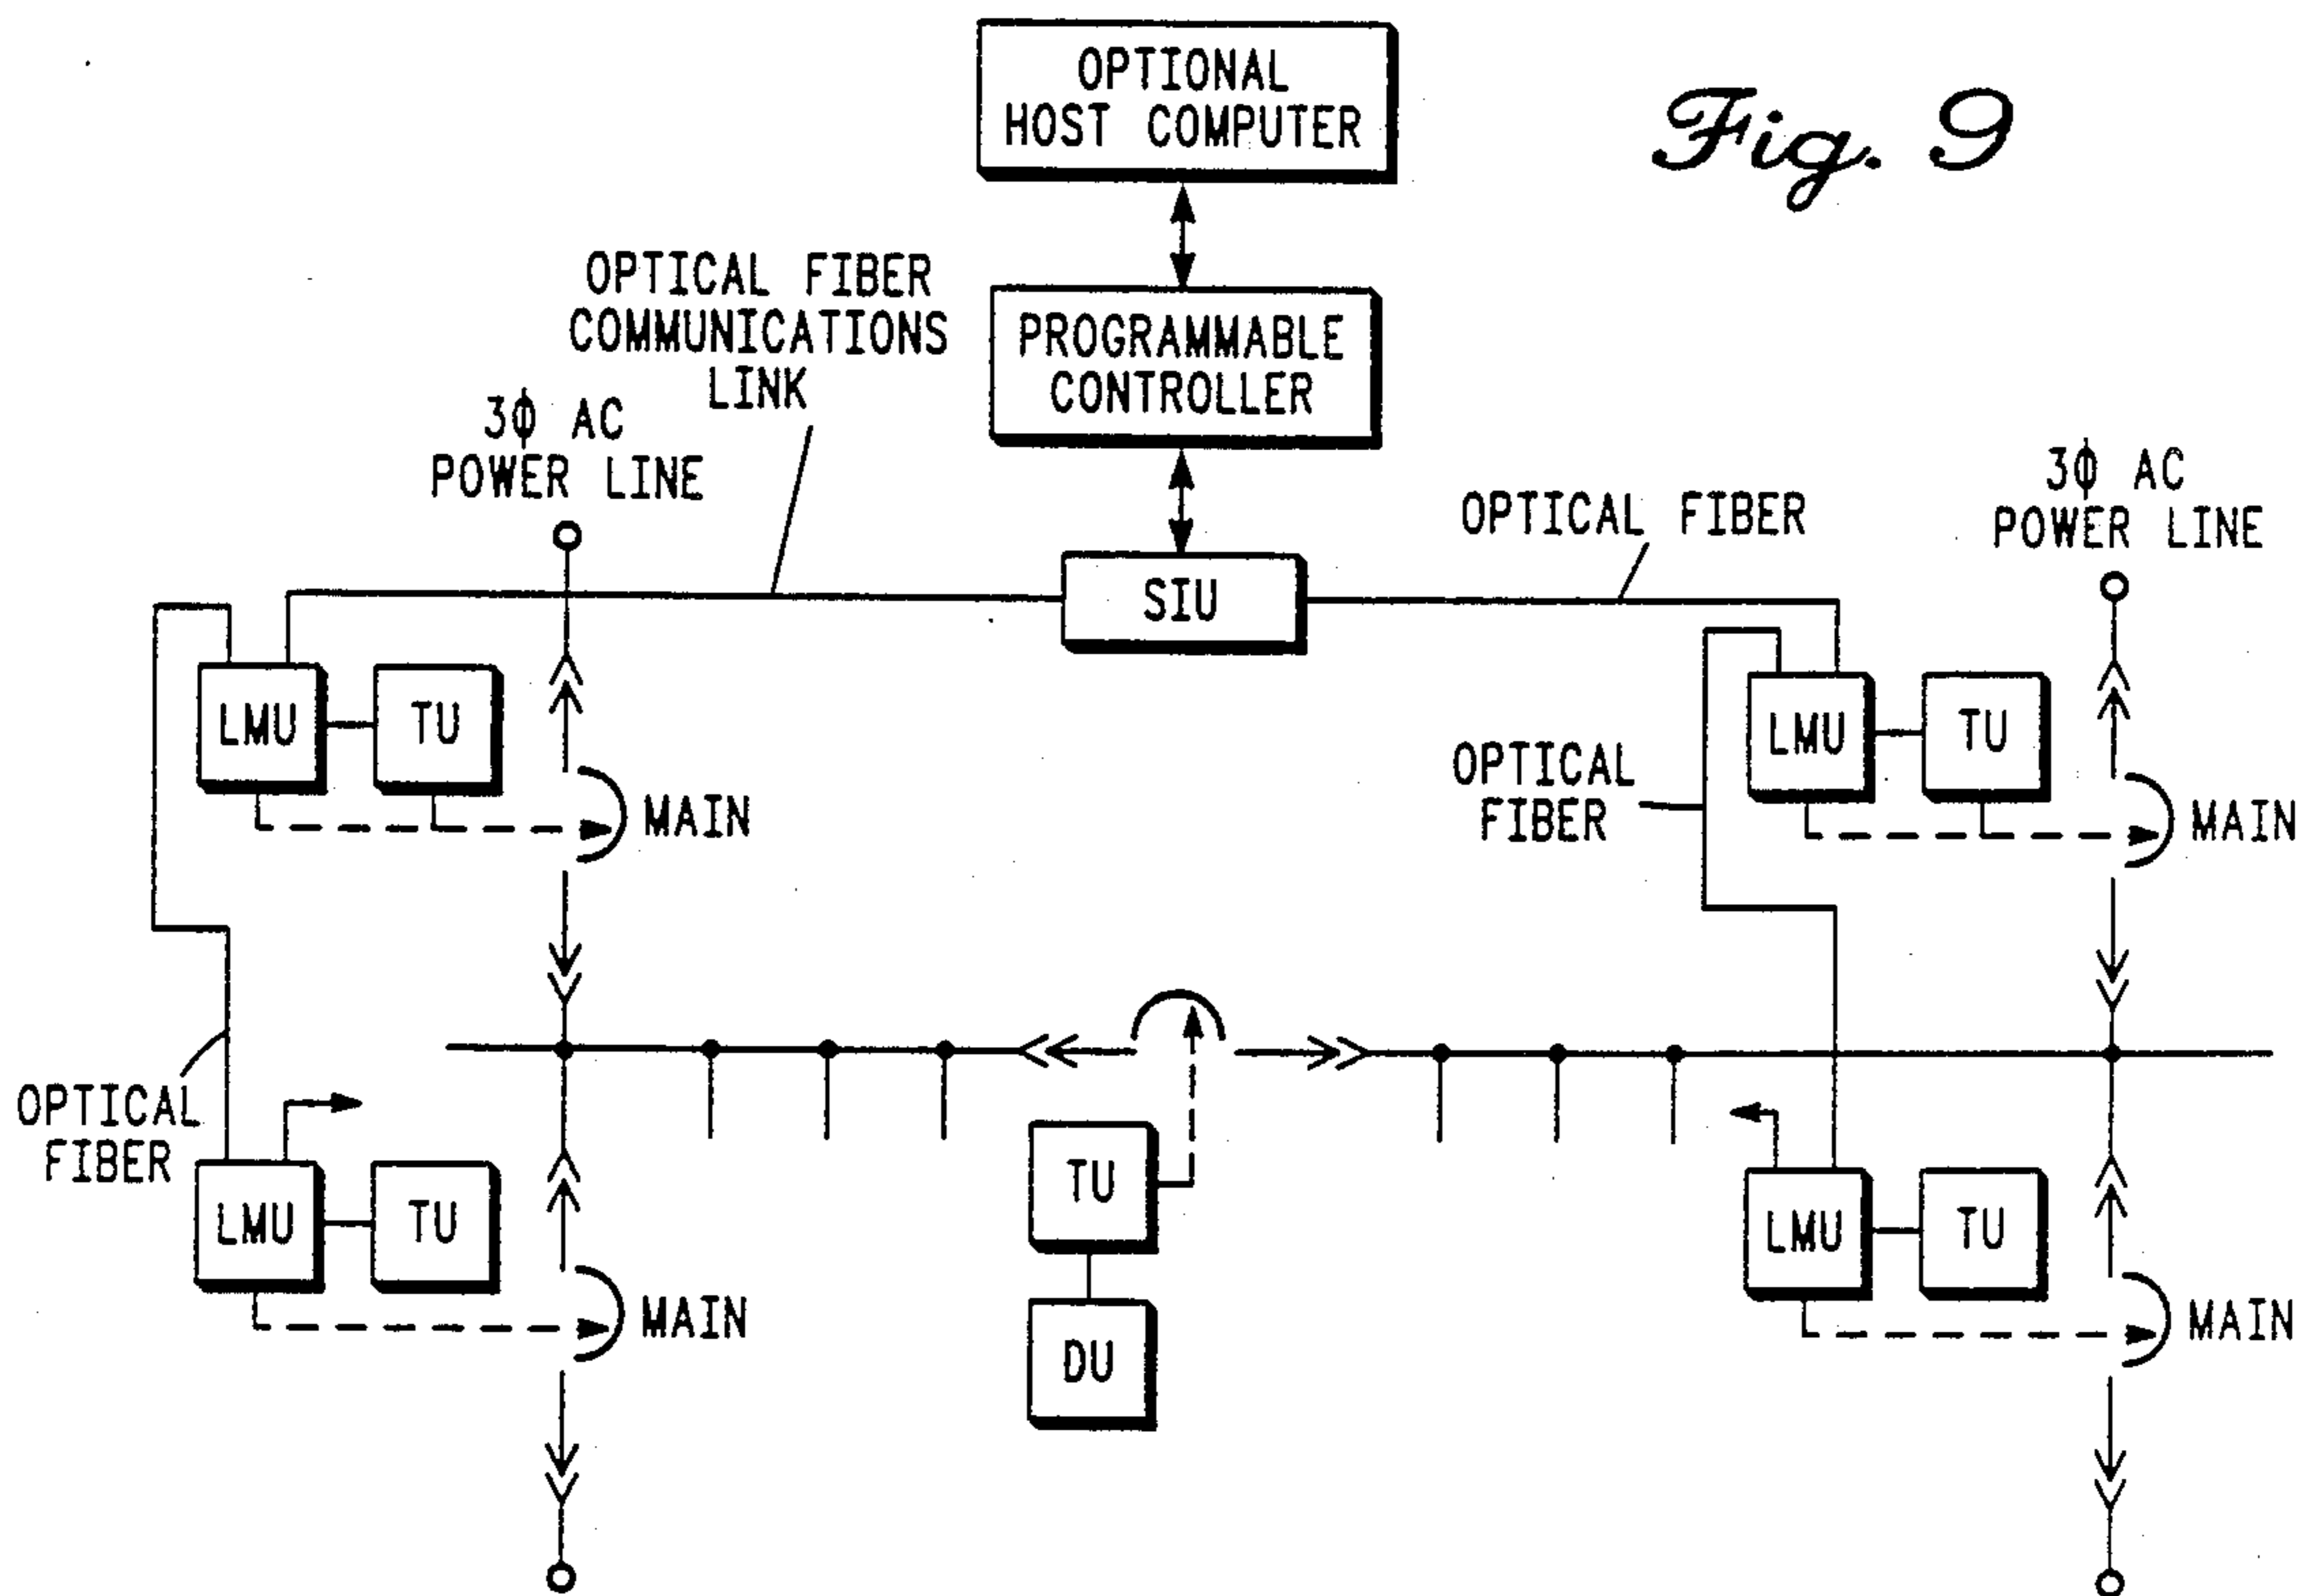 OPTIONAL
HOST COMPUTER
Fig. 9
OPTICAL FIBER
COMMUNICATIONS
LINK
PROGRAMMABLE
CONTROLLER
3ϕ AC
POWER LINE
OPTICAL FIBER
3ϕ AC
POWER LINE
SIU
LMU
TU
MAIN
OPTICAL
FIBER
LMU
TU
MAIN
OPTICAL
FIBER
LMU
TU
MAIN
TU
DU
LMU
TU
MAIN